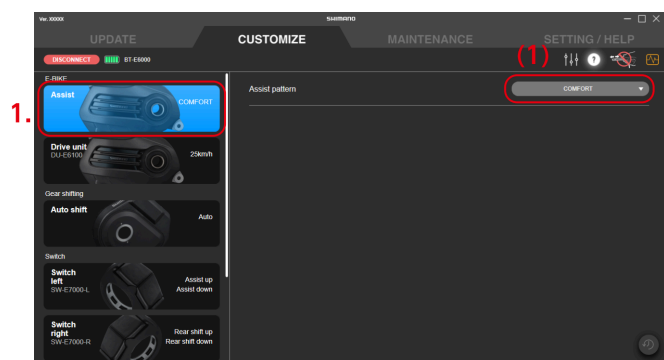 Ver. XXXXX
SHIMANO
UPDATE
CUSTOMIZE
MAINTENANCE
SETTING / HELP
DISCONNECT
BT-E6000
(1)
?
E-BIKE
1.
Assist
COMFORT
Assist pattern
COMFORT
Drive unit
DU-E6100
25km/h
Gear shifting
Auto shift
Auto
Switch
Switch
left
SW-E7000-L
Assist up
Assist down
Switch
right
SW-E7000-R
Rear shift up
Rear shift down